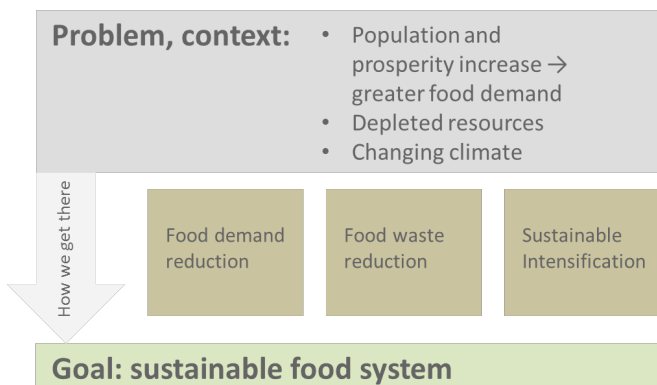 Problem, context:
• Population and
prosperity increase →
greater food demand
• Depleted resources
• Changing climate
How we get there
Food demand
reduction
Food waste
reduction
Sustainable
Intensification
Goal: sustainable food system